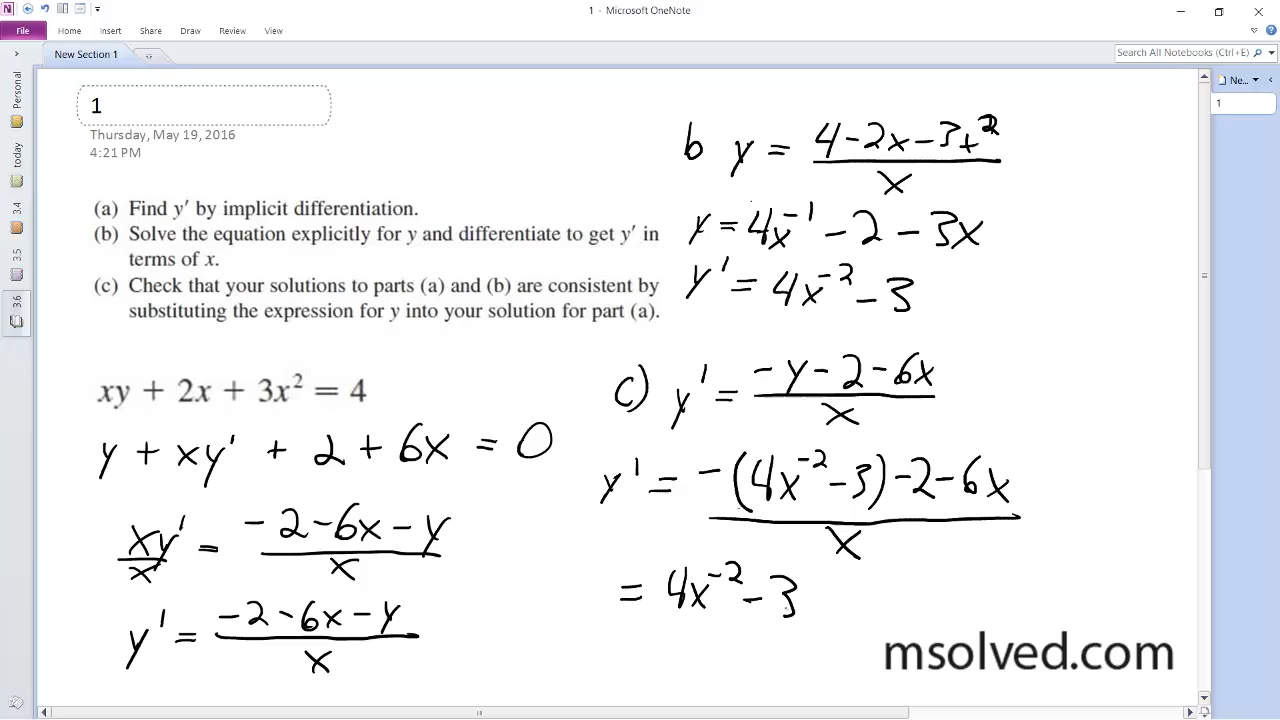 1 - Microsoft OneNote
File Home Insert Share Draw Review View
New Section 1
Search All Notebooks (Ctrl+E)
Ne...
1
Personal
today
3.4
3.5
3.6
1
Thursday, May 19, 2016
4:21 PM
(a) Find y′ by implicit differentiation.
(b) Solve the equation explicitly for y and differentiate to get y′ in
terms of x.
(c) Check that your solutions to parts (a) and (b) are consistent by
substituting the expression for y into your solution for part (a).
xy + 2x + 3x² = 4
y + xy' + 2 + 6x = 0
xy'/x = (-2-6x-y)/x
y' = (-2-6x-y)/x
b y = (4-2x-3x²)/x
y = 4x⁻¹ - 2 - 3x
y' = 4x⁻² - 3
c) y' = (-y-2-6x)/x
y' = (-(4x⁻²-3)-2-6x)/x
= 4x⁻² - 3
msolved.com